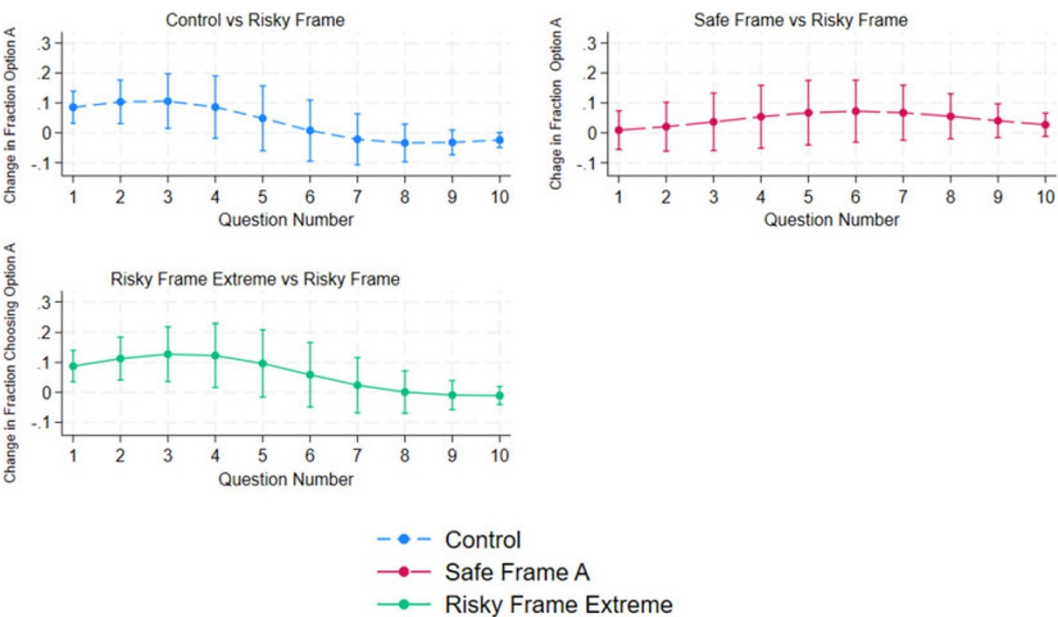 Control vs Risky Frame
Change in Fraction Option A
.3
.2
.1
0
-.1
1 2 3 4 5 6 7 8 9 10
Question Number
Safe Frame vs Risky Frame
Chage in Fraction Option A
.3
.2
.1
0
-.1
1 2 3 4 5 6 7 8 9 10
Question Number
Risky Frame Extreme vs Risky Frame
Change in Fraction Choosing Option A
.3
.2
.1
0
-.1
1 2 3 4 5 6 7 8 9 10
Question Number
Control
Safe Frame A
Risky Frame Extreme